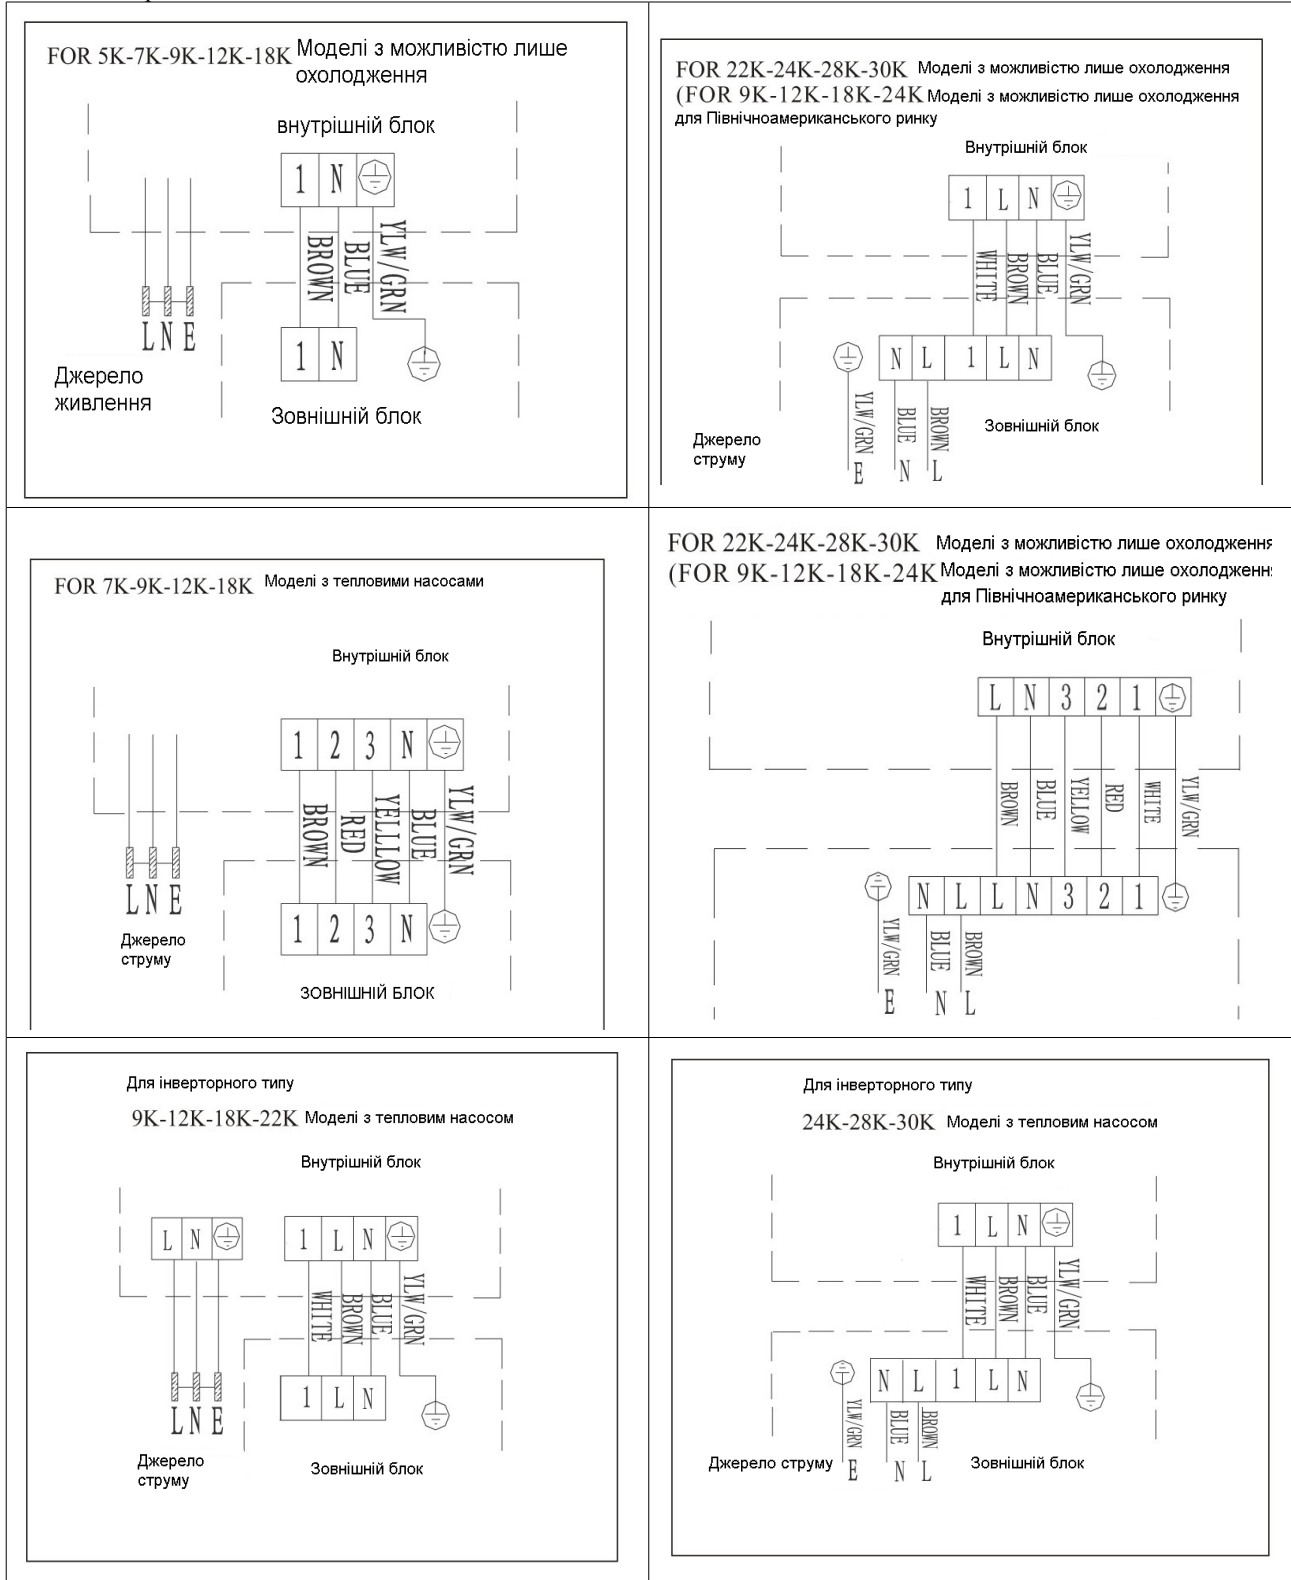 FOR 5K-7K-9K-12K-18K Моделі з можливістю лише
охолодження
внутрішній блок
1 N
BROWN BLUE YLW/GRN
L N E
1 N
Джерело
живлення
Зовнішній блок
FOR 22K-24K-28K-30K Моделі з можливістю лише охолодження
(FOR 9K-12K-18K-24K Моделі з можливістю лише охолодження
для Північноамериканського ринку
Внутрішній блок
1 L N
WHITE BROWN BLUE YLW/GRN
N L 1 L N
YLW/GRN BLUE BROWN
Зовнішній блок
Джерело
струму
E N L
FOR 7K-9K-12K-18K Моделі з тепловими насосами
Внутрішній блок
1 2 3 N
BROWN RED YELLLOW BLUE YLW/GRN
L N E
1 2 3 N
Джерело
струму
ЗОВНІШНІЙ БЛОК
FOR 22K-24K-28K-30K Моделі з можливістю лише охолодження
(FOR 9K-12K-18K-24K Моделі з можливістю лише охолодженн
для Північноамериканського ринку
Внутрішній блок
L N 3 2 1
BROWN BLUE YELLOW RED WHITE YLW/GRN
N L L N 3 2 1
YLW/GRN BLUE BROWN
E N L
Для інверторного типу
9K-12K-18K-22K Моделі з тепловим насосом
Внутрішній блок
L N 1 L N
WHITE BROWN BLUE YLW/GRN
1 L N
L N E
Джерело
струму
Зовнішній блок
Для інверторного типу
24K-28K-30K Моделі з тепловим насосом
Внутрішній блок
1 L N
WHITE BROWN BLUE YLW/GRN
N L 1 L N
YLW/GRN BLUE BROWN
Джерело струму E N L Зовнішній блок